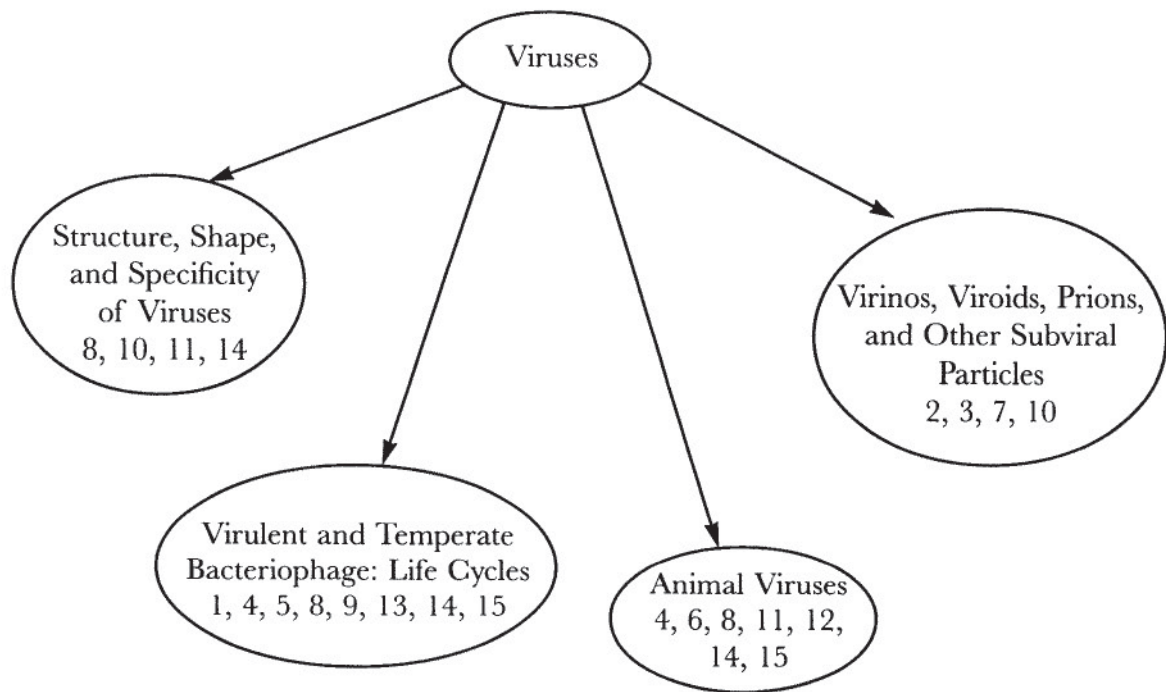 Viruses
Structure, Shape,
and Specificity
of Viruses
8, 10, 11, 14
Virinos, Viroids, Prions,
and Other Subviral
Particles
2, 3, 7, 10
Virulent and Temperate
Bacteriophage: Life Cycles
1, 4, 5, 8, 9, 13, 14, 15
Animal Viruses
4, 6, 8, 11, 12,
14, 15